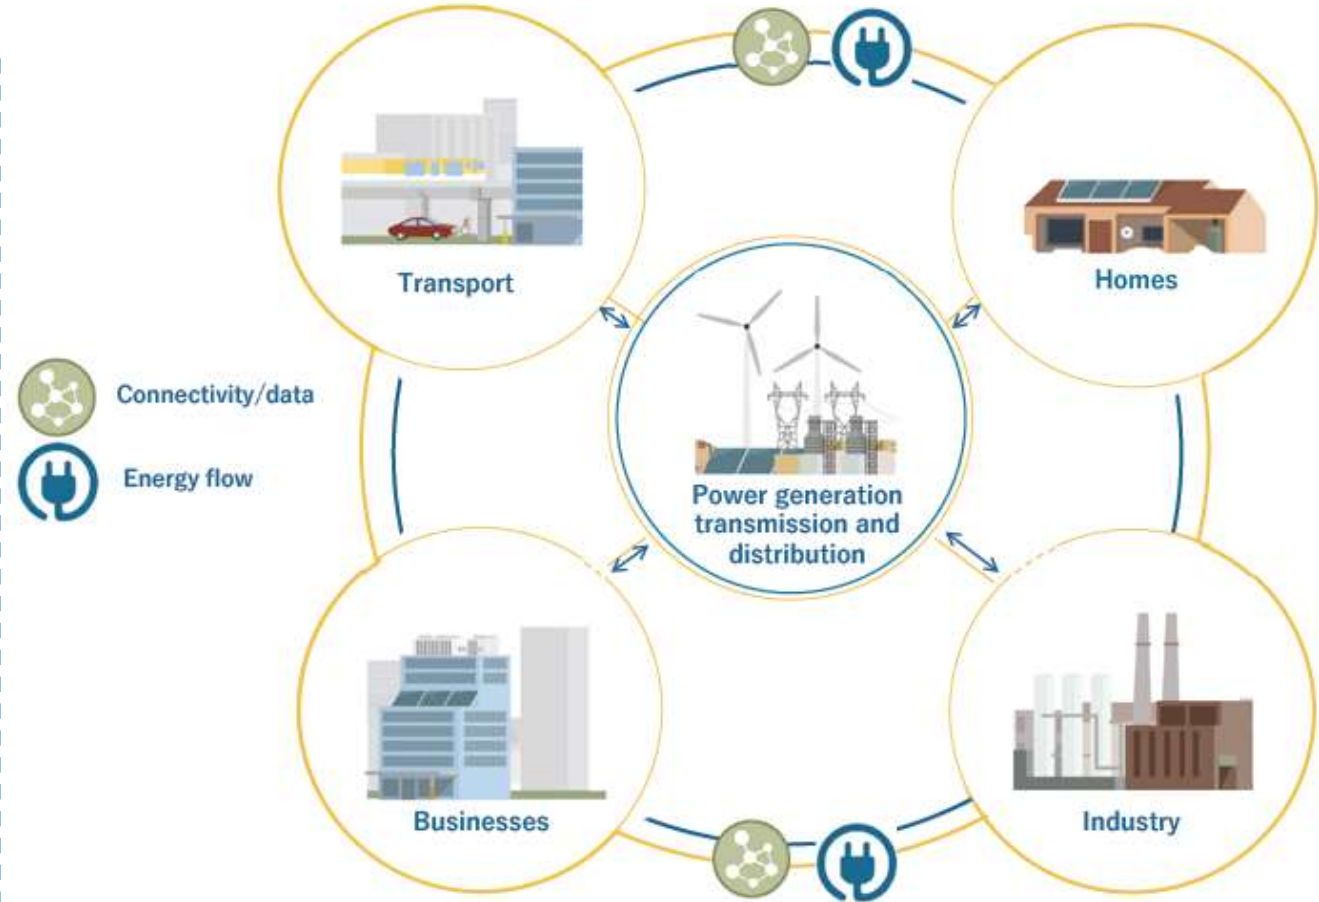 Transport
Homes
Connectivity/data
Energy flow
Power generation
transmission and
distribution
Businesses
Industry